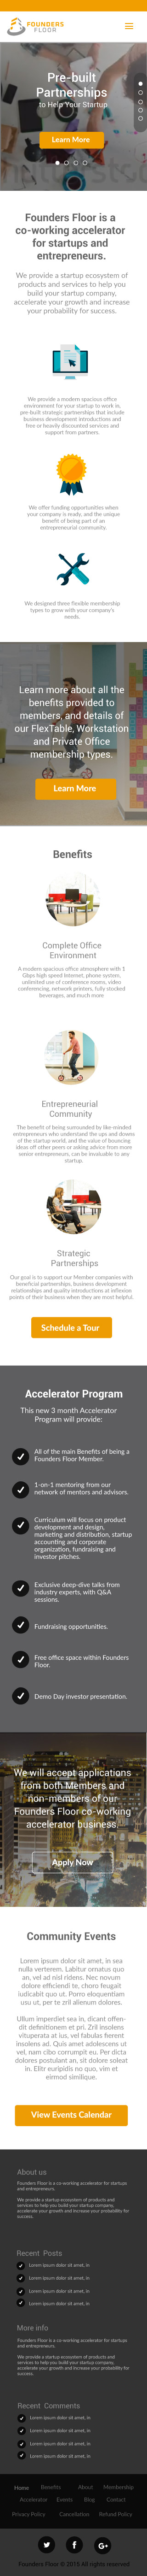 FOUNDERS
FLOOR
Pre-built
Partnerships
to Help Your Startup
Learn More
Founders Floor is a
co-working accelerator
for startups and
entrepreneurs.
We provide a startup ecosystem of
products and services to help you
build your startup company,
accelerate your growth and increase
your probability for success.
We provide a modern spacious office
environment for your startup to work in,
pre-built strategic partnerships that include
business development introductions and
free or heavily discounted services and
support from partners.
We offer funding opportunities when
your company is ready, and the unique
benefit of being part of an
entrepreneurial community.
We designed three flexible membership
types to grow with your company's
needs.
Learn more about all the
benefits provided to
members, and details of
our FlexTable, Workstation
and Private Office
membership types.
Learn More
Benefits
Complete Office
Environment
A modern spacious office atmosphere with 1
Gbps high speed Internet, phone system,
unlimited use of conference rooms, video
conferencing, network printers, fully stocked
beverages, and much more
Entrepreneurial
Community
The benefit of being surrounded by like-minded
entrepreneurs who understand the ups and downs
of the startup world, and the value of bouncing
ideas off other peers or asking advice from more
senior entrepreneurs, can be invaluable to any
startup.
Strategic
Partnerships
Our goal is to support our Member companies with
beneficial partnerships, business development
relationships and quality introductions at inflexion
points of their business when they are most helpful.
Schedule a Tour
Accelerator Program
This new 3 month Accelerator
Program will provide:
All of the main Benefits of being a
Founders Floor Member.
1-on-1 mentoring from our
network of mentors and advisors.
Curriculum will focus on product
development and design,
marketing and distribution, startup
accounting and corporate
organization, fundraising and
investor pitches.
Exclusive deep-dive talks from
industry experts, with Q&A
sessions.
Fundraising opportunities.
Free office space within Founders
Floor.
Demo Day investor presentation.
We will accept applications
from both Members and
non-members of our
Founders Floor co-working
accelerator business
Apply Now
Community Events
Lorem ipsum dolor sit amet, in sea
nulla verterem. Labitur ornatus quo
an, vel ad nisl ridens. Nec novum
dolore efficiendi te, choro feugait
iudicabit quo ut. Porro eloquentiam
usu ut, per te zril alienum dolores.
Ullum imperdiet sea in, dicant offen-
dit definitionem et pri. Zril insolens
vituperata at ius, vel fabulas fierent
insolens ad. Quis amet adolescens ut
vel, nam cibo corrumpit eu. Per dicta
dolores postulant an, sit dolore soleat
in. Elitr euripidis no quo, vim et
eirmod similique.
View Events Calendar
About us
Founders Floor is a co-working accelerator for startups
and entrepreneurs.
We provide a startup ecosystem of products and
services to help you build your startup company,
accelerate your growth and increase your probability for
success.
Recent Posts
Lorem ipsum dolor sit amet, in
Lorem ipsum dolor sit amet, in
Lorem ipsum dolor sit amet, in
Lorem ipsum dolor sit amet, in
More info
Founders Floor is a co-working accelerator for startups
and entrepreneurs.
We provide a startup ecosystem of products and
services to help you build your startup company,
accelerate your growth and increase your probability for
success.
Recent Comments
Lorem ipsum dolor sit amet, in
Lorem ipsum dolor sit amet, in
Lorem ipsum dolor sit amet, in
Lorem ipsum dolor sit amet, in
Home Benefits About Membership
Accelerator Events Blog Contact
Privacy Policy Cancellation Refund Policy
Founders Floor © 2016 All rights reserved